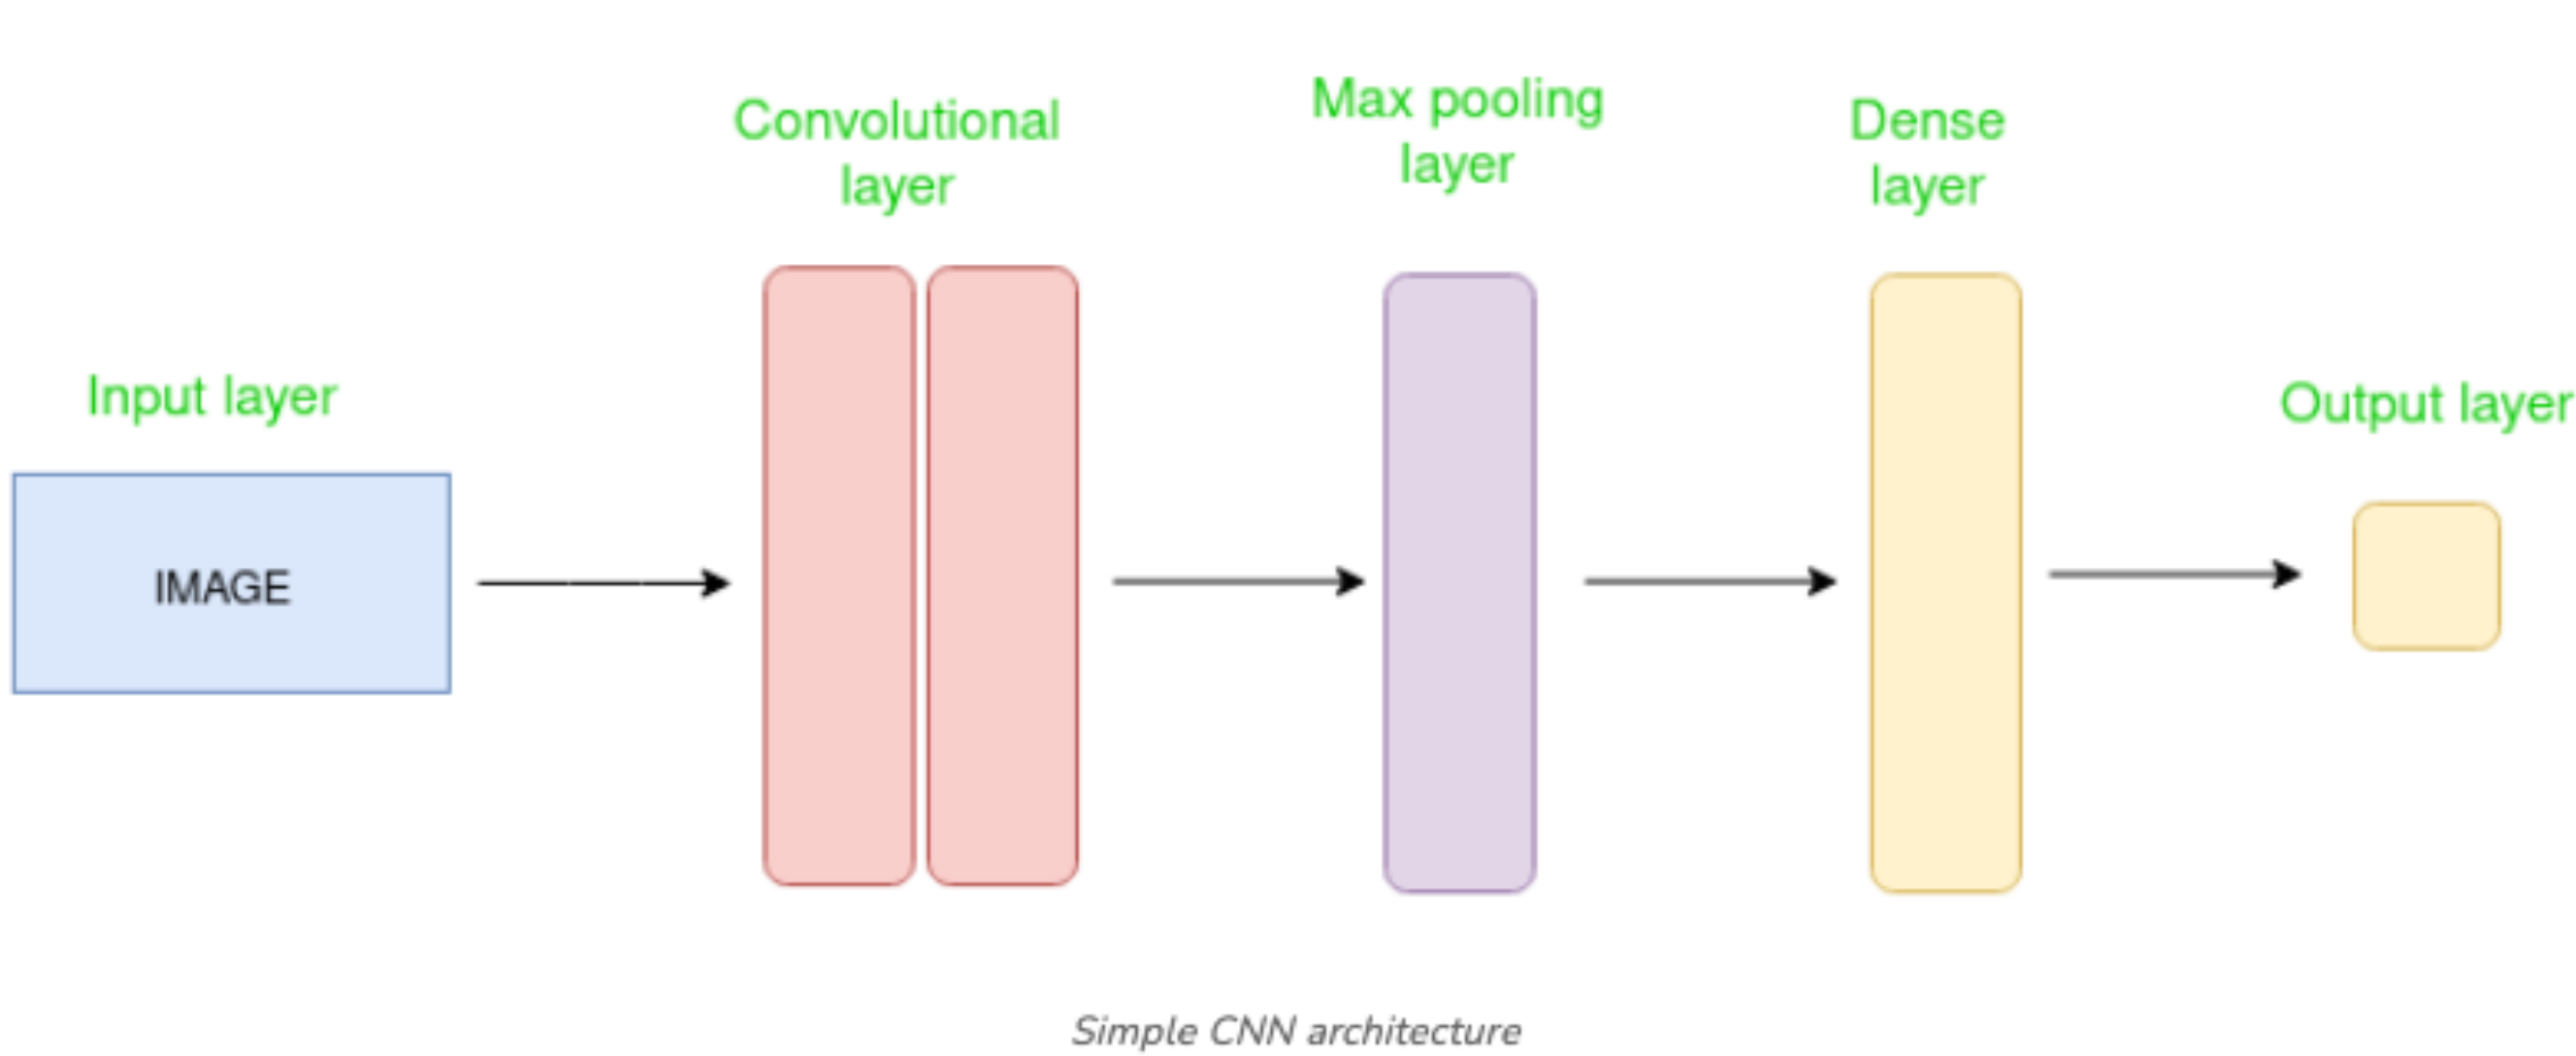 Input layer
IMAGE
Convolutional
layer
Max pooling
layer
Dense
layer
Output layer
Simple CNN architecture